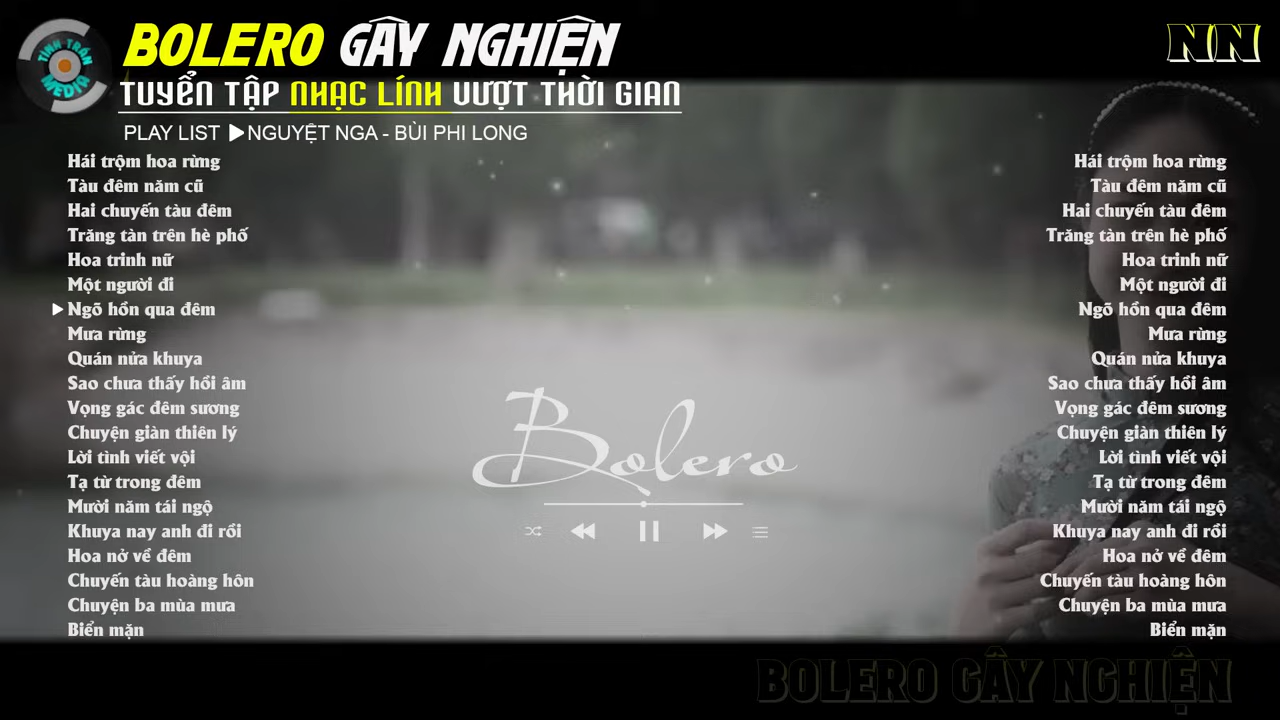 TÌNH TRẦN
MEDIA
BOLERO GÂY NGHIỆN
TUYỂN TẬP NHẠC LÍNH VƯỢT THỜI GIAN
PLAY LIST ▶NGUYỆT NGA - BÙI PHI LONG
NN
Hái trộm hoa rừng
Tàu đêm năm cũ
Hai chuyến tàu đêm
Trăng tàn trên hè phố
Hoa trinh nữ
Một người đi
Ngõ hồn qua đêm
Mưa rừng
Quán nửa khuya
Sao chưa thấy hồi âm
Vọng gác đêm sương
Chuyện giàn thiên lý
Lời tình viết vội
Tạ từ trong đêm
Mười năm tái ngộ
Khuya nay anh đi rồi
Hoa nở về đêm
Chuyến tàu hoàng hôn
Chuyện ba mùa mưa
Biển mặn
Bolero
Hái trộm hoa rừng
Tàu đêm năm cũ
Hai chuyến tàu đêm
Trăng tàn trên hè phố
Hoa trinh nữ
Một người đi
Ngõ hồn qua đêm
Mưa rừng
Quán nửa khuya
Sao chưa thấy hồi âm
Vọng gác đêm sương
Chuyện giàn thiên lý
Lời tình viết vội
Tạ từ trong đêm
Mười năm tái ngộ
Khuya nay anh đi rồi
Hoa nở về đêm
Chuyến tàu hoàng hôn
Chuyện ba mùa mưa
Biển mặn
BOLERO GÂY NGHIỆN